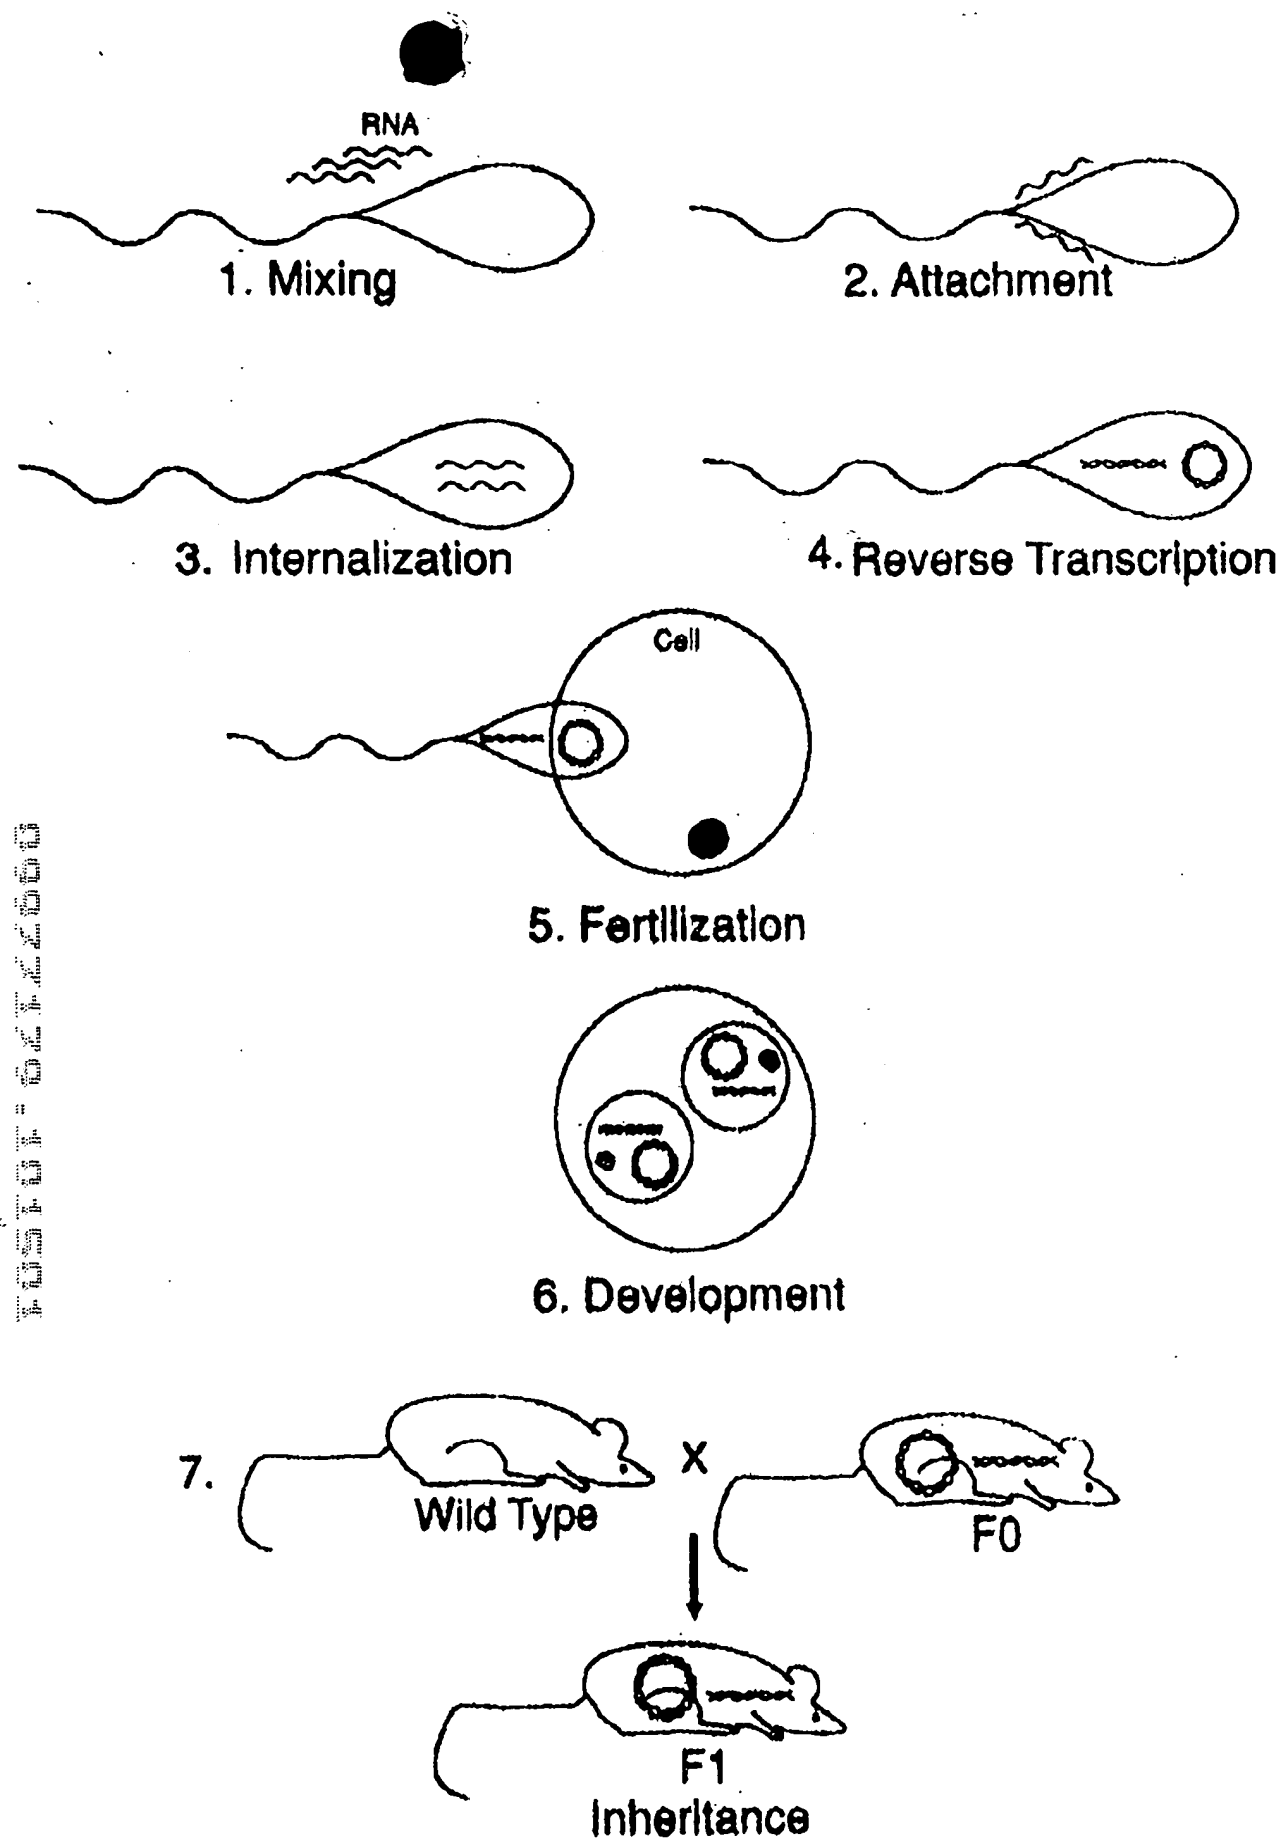 RNA
1. Mixing
2. Attachment
3. Internalization
4. Reverse Transcription
Cell
5. Fertilization
6. Development
7.
Wild Type
X
F0
F1
Inheritance